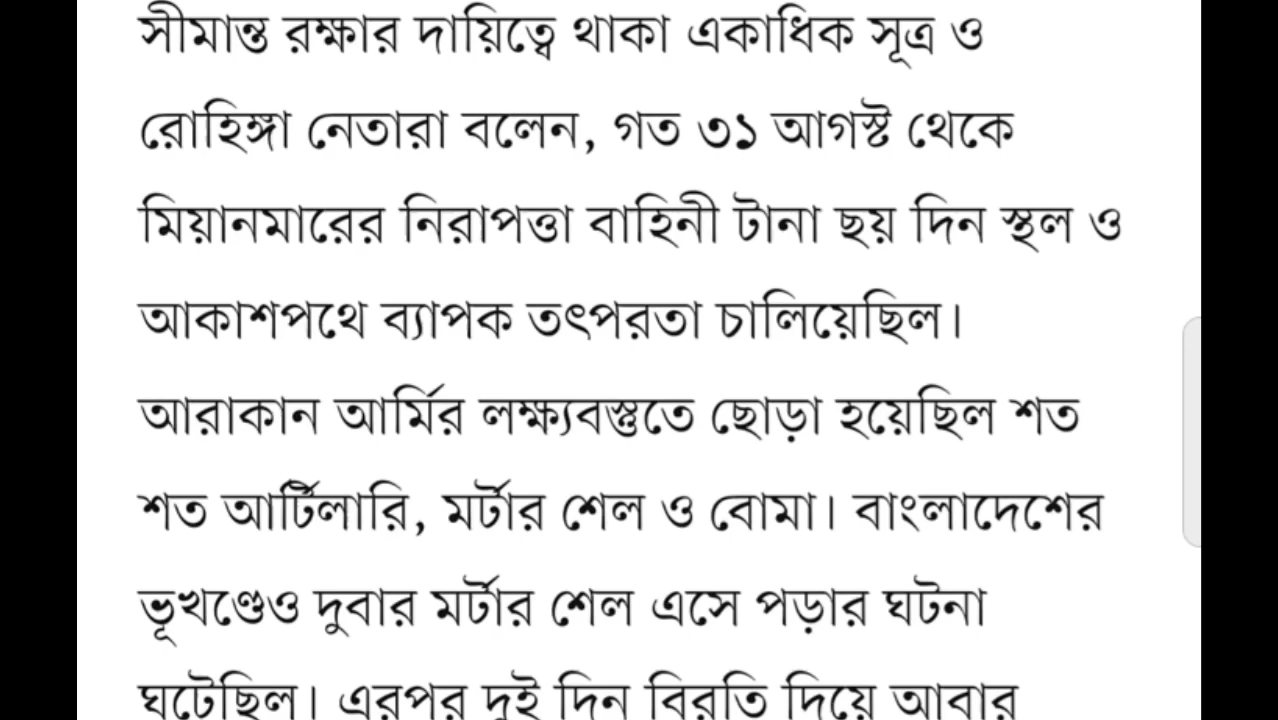 সীমান্ত রক্ষার দায়িত্বে থাকা একাধিক সূত্র ও
রোহিঙ্গা নেতারা বলেন, গত ৩১ আগস্ট থেকে
মিয়ানমারের নিরাপত্তা বাহিনী টানা ছয় দিন স্থল ও
আকাশপথে ব্যাপক তৎপরতা চালিয়েছিল।
আরাকান আর্মির লক্ষ্যবস্তুতে ছোড়া হয়েছিল শত
শত আর্টিলারি, মর্টার শেল ও বোমা। বাংলাদেশের
ভূখণ্ডেও দুবার মর্টার শেল এসে পড়ার ঘটনা
ঘটেছিল। এরপর দুই দিন বিরতি দিয়ে আবার